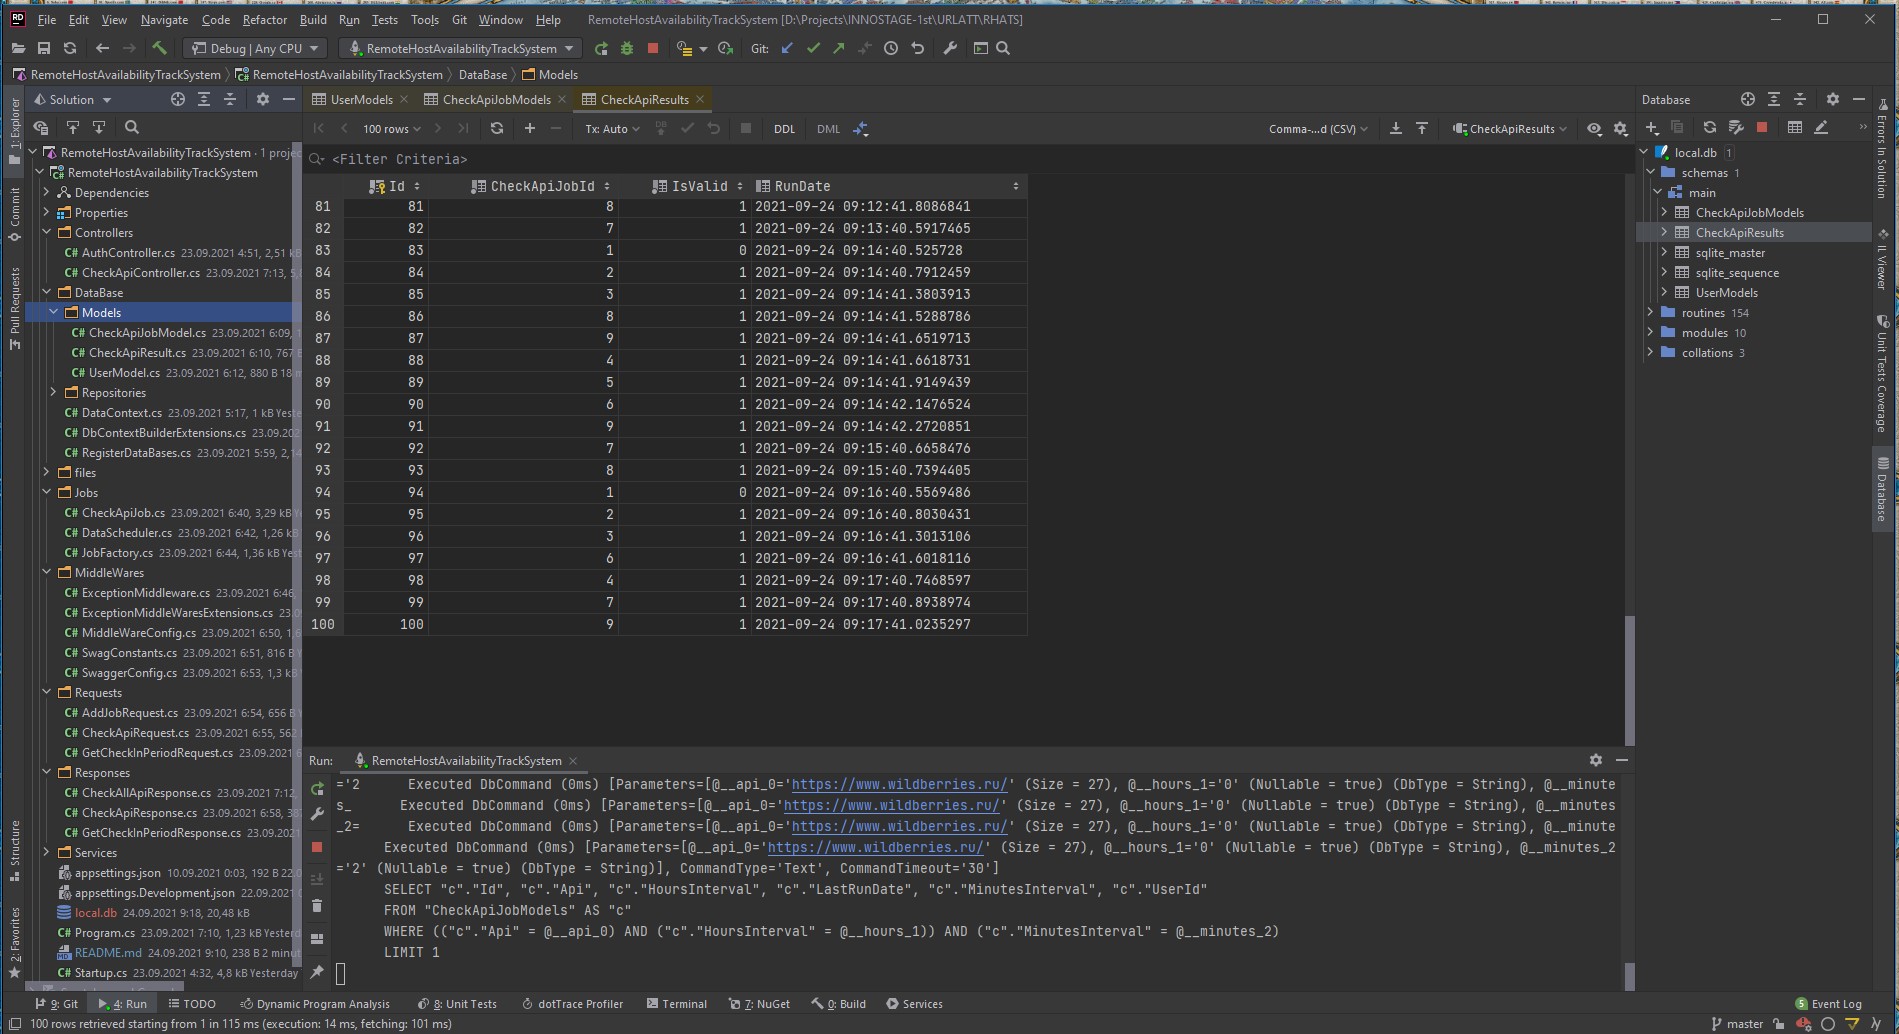 File Edit View Navigate Code Refactor Build Run Tests Tools Git Window Help RemoteHostAvailabilityTrackSystem [D:\Projects\INNOSTAGE-1st\URLATT\RHATS]
Debug | Any CPU RemoteHostAvailabilityTrackSystem Git:
RemoteHostAvailabilityTrackSystem RemoteHostAvailabilityTrackSystem DataBase Models
1: Explorer
Commit
Pull Requests
Structure
2: Favorites
Solution
RemoteHostAvailabilityTrackSystem · 1 projec
RemoteHostAvailabilityTrackSystem
Dependencies
Properties
Controllers
C# AuthController.cs 23.09.2021 4:51, 2,51 kB
C# CheckApiController.cs 23.09.2021 7:13, 5,
DataBase
Models
C# CheckApiJobModel.cs 23.09.2021 6:09, 1
C# CheckApiResult.cs 23.09.2021 6:10, 767 B
C# UserModel.cs 23.09.2021 6:12, 880 B 18 m
Repositories
C# DataContext.cs 23.09.2021 5:17, 1 kB Yeste
C# DbContextBuilderExtensions.cs 23.09.202
C# RegisterDataBases.cs 23.09.2021 5:59, 2,14
files
Jobs
C# CheckApiJob.cs 23.09.2021 6:40, 3,29 kB Y
C# DataScheduler.cs 23.09.2021 6:42, 1,26 kB
C# JobFactory.cs 23.09.2021 6:44, 1,36 kB Yest
MiddleWares
C# ExceptionMiddleware.cs 23.09.2021 6:46,
C# ExceptionMiddleWaresExtensions.cs 23.0
C# MiddleWareConfig.cs 23.09.2021 6:50, 1,6
C# SwagConstants.cs 23.09.2021 6:51, 816 B Y
C# SwaggerConfig.cs 23.09.2021 6:53, 1,3 kB
Requests
C# AddJobRequest.cs 23.09.2021 6:54, 656 B Y
C# CheckApiRequest.cs 23.09.2021 6:55, 562
C# GetCheckInPeriodRequest.cs 23.09.2021 6
Responses
C# CheckAllApiResponse.cs 23.09.2021 7:12,
C# CheckApiResponse.cs 23.09.2021 6:58, 387
C# GetCheckInPeriodResponse.cs 23.09.2021
Services
appsettings.json 10.09.2021 0:03, 192 B 22.0
appsettings.Development.json 22.09.2021
local.db 24.09.2021 9:18, 20,48 kB
C# Program.cs 23.09.2021 7:10, 1,23 kB Yesterd
README.md 24.09.2021 9:10, 238 B 2 minut
C# Startup.cs 23.09.2021 4:32, 4,8 kB Yesterday
UserModels CheckApiJobModels CheckApiResults
100 rows Tx: Auto DB DDL DML Comma-...d (CSV) CheckApiResults
<Filter Criteria>
Id CheckApiJobId IsValid RunDate
81 81 8 1 2021-09-24 09:12:41.8086841
82 82 7 1 2021-09-24 09:13:40.5917465
83 83 1 0 2021-09-24 09:14:40.525728
84 84 2 1 2021-09-24 09:14:40.7912459
85 85 3 1 2021-09-24 09:14:41.3803913
86 86 8 1 2021-09-24 09:14:41.5288786
87 87 9 1 2021-09-24 09:14:41.6519713
88 88 4 1 2021-09-24 09:14:41.6618731
89 89 5 1 2021-09-24 09:14:41.9149439
90 90 6 1 2021-09-24 09:14:42.1476524
91 91 9 1 2021-09-24 09:14:42.2720851
92 92 7 1 2021-09-24 09:15:40.6658476
93 93 8 1 2021-09-24 09:15:40.7394405
94 94 1 0 2021-09-24 09:16:40.5569486
95 95 2 1 2021-09-24 09:16:40.8030431
96 96 3 1 2021-09-24 09:16:41.3013106
97 97 6 1 2021-09-24 09:16:41.6018116
98 98 4 1 2021-09-24 09:17:40.7468597
99 99 7 1 2021-09-24 09:17:40.8938974
100 100 9 1 2021-09-24 09:17:41.0235297
Database
local.db 1
schemas 1
main
CheckApiJobModels
CheckApiResults
sqlite_master
sqlite_sequence
UserModels
routines 154
modules 10
collations 3
Errors In Solution
IL Viewer
Unit Tests Coverage
Database
Run: RemoteHostAvailabilityTrackSystem
='2 Executed DbCommand (0ms) [Parameters=[@__api_0='https://www.wildberries.ru/' (Size = 27), @__hours_1='0' (Nullable = true) (DbType = String), @__minute
s_ Executed DbCommand (0ms) [Parameters=[@__api_0='https://www.wildberries.ru/' (Size = 27), @__hours_1='0' (Nullable = true) (DbType = String), @__minutes
_2= Executed DbCommand (0ms) [Parameters=[@__api_0='https://www.wildberries.ru/' (Size = 27), @__hours_1='0' (Nullable = true) (DbType = String), @__minute
Executed DbCommand (0ms) [Parameters=[@__api_0='https://www.wildberries.ru/' (Size = 27), @__hours_1='0' (Nullable = true) (DbType = String), @__minutes_2
='2' (Nullable = true) (DbType = String)], CommandType='Text', CommandTimeout='30']
SELECT "c"."Id", "c"."Api", "c"."HoursInterval", "c"."LastRunDate", "c"."MinutesInterval", "c"."UserId"
FROM "CheckApiJobModels" AS "c"
WHERE (("c"."Api" = @__api_0) AND ("c"."HoursInterval" = @__hours_1)) AND ("c"."MinutesInterval" = @__minutes_2)
LIMIT 1
9: Git 4: Run TODO Dynamic Program Analysis 8: Unit Tests dotTrace Profiler Terminal 7: NuGet 0: Build Services 5 Event Log
100 rows retrieved starting from 1 in 115 ms (execution: 14 ms, fetching: 101 ms) master